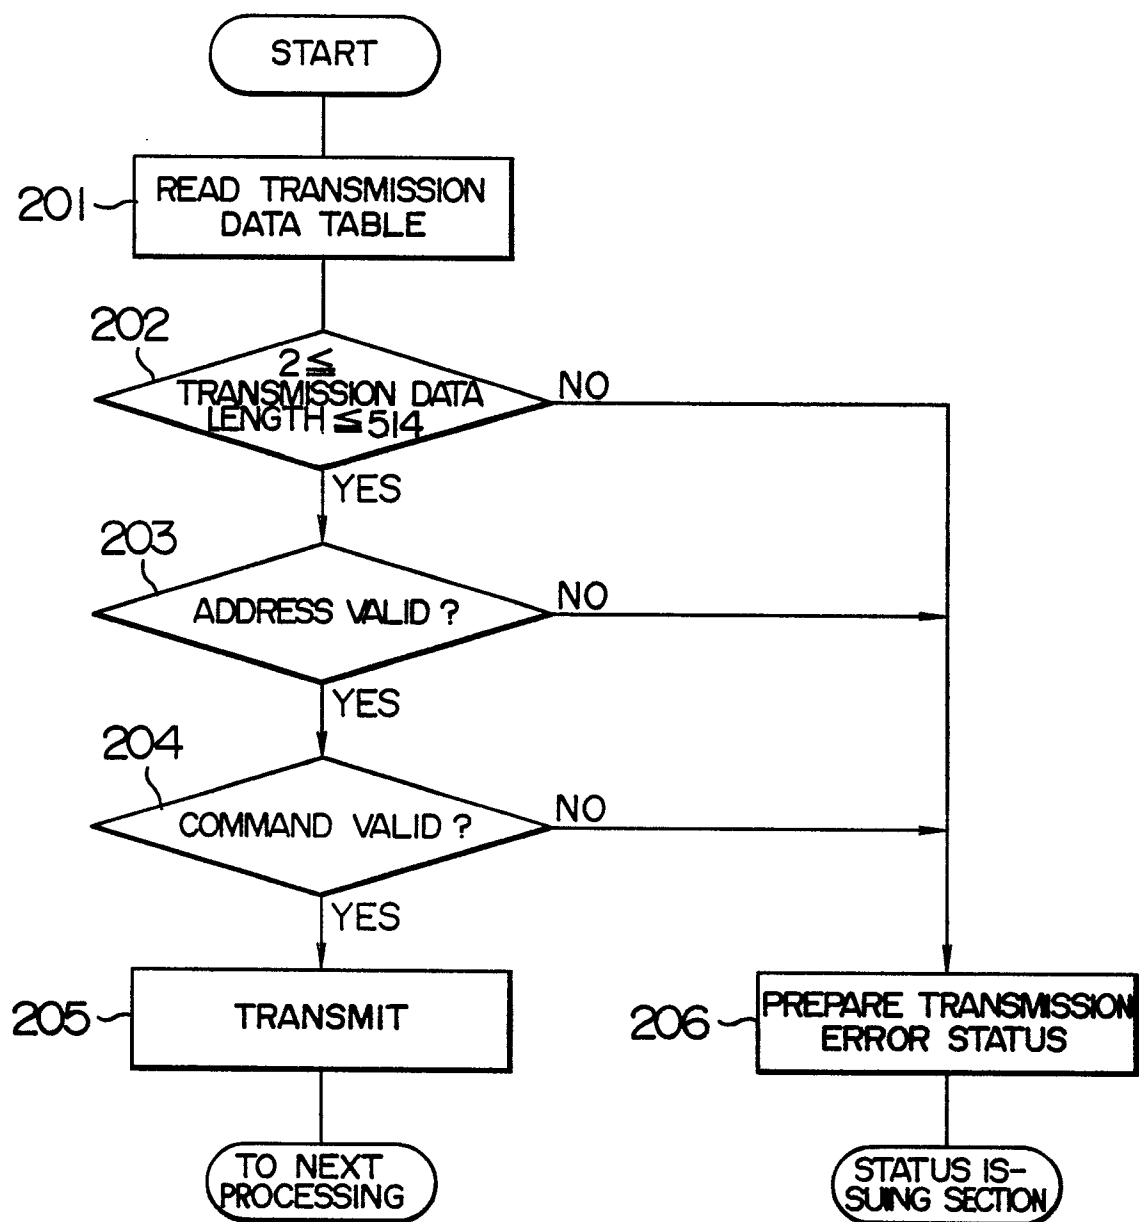 START
201
READ TRANSMISSION
DATA TABLE
202
2≦
TRANSMISSION DATA
LENGTH≦514
NO
YES
203
ADDRESS VALID?
NO
YES
204
COMMAND VALID?
NO
YES
205
TRANSMIT
206
PREPARE TRANSMISSION
ERROR STATUS
TO NEXT
PROCESSING
STATUS IS-
SUING SECTION